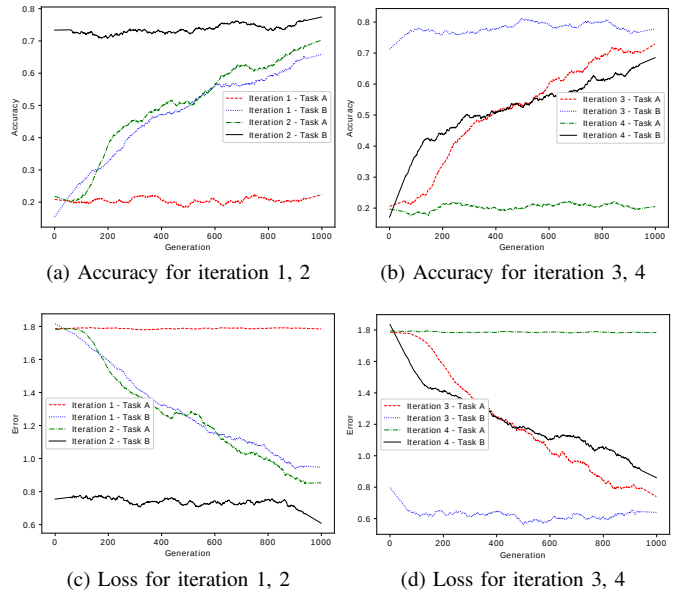 0.8
0.7
0.6
0.5
0.4
0.3
0.2
Accuracy
Iteration 1 - Task A
Iteration 1 - Task B
Iteration 2 - Task A
Iteration 2 - Task B
0 200 400 600 800 1000
Generation
(a) Accuracy for iteration 1, 2
0.8
0.7
0.6
0.5
0.4
0.3
0.2
Accuracy
Iteration 3 - Task A
Iteration 3 - Task B
Iteration 4 - Task A
Iteration 4 - Task B
0 200 400 600 800 1000
Generation
(b) Accuracy for iteration 3, 4
1.8
1.6
1.4
1.2
1.0
0.8
0.6
Error
Iteration 1 - Task A
Iteration 1 - Task B
Iteration 2 - Task A
Iteration 2 - Task B
0 200 400 600 800 1000
Generation
(c) Loss for iteration 1, 2
1.8
1.6
1.4
1.2
1.0
0.8
0.6
Error
Iteration 3 - Task A
Iteration 3 - Task B
Iteration 4 - Task A
Iteration 4 - Task B
0 200 400 600 800 1000
Generation
(d) Loss for iteration 3, 4